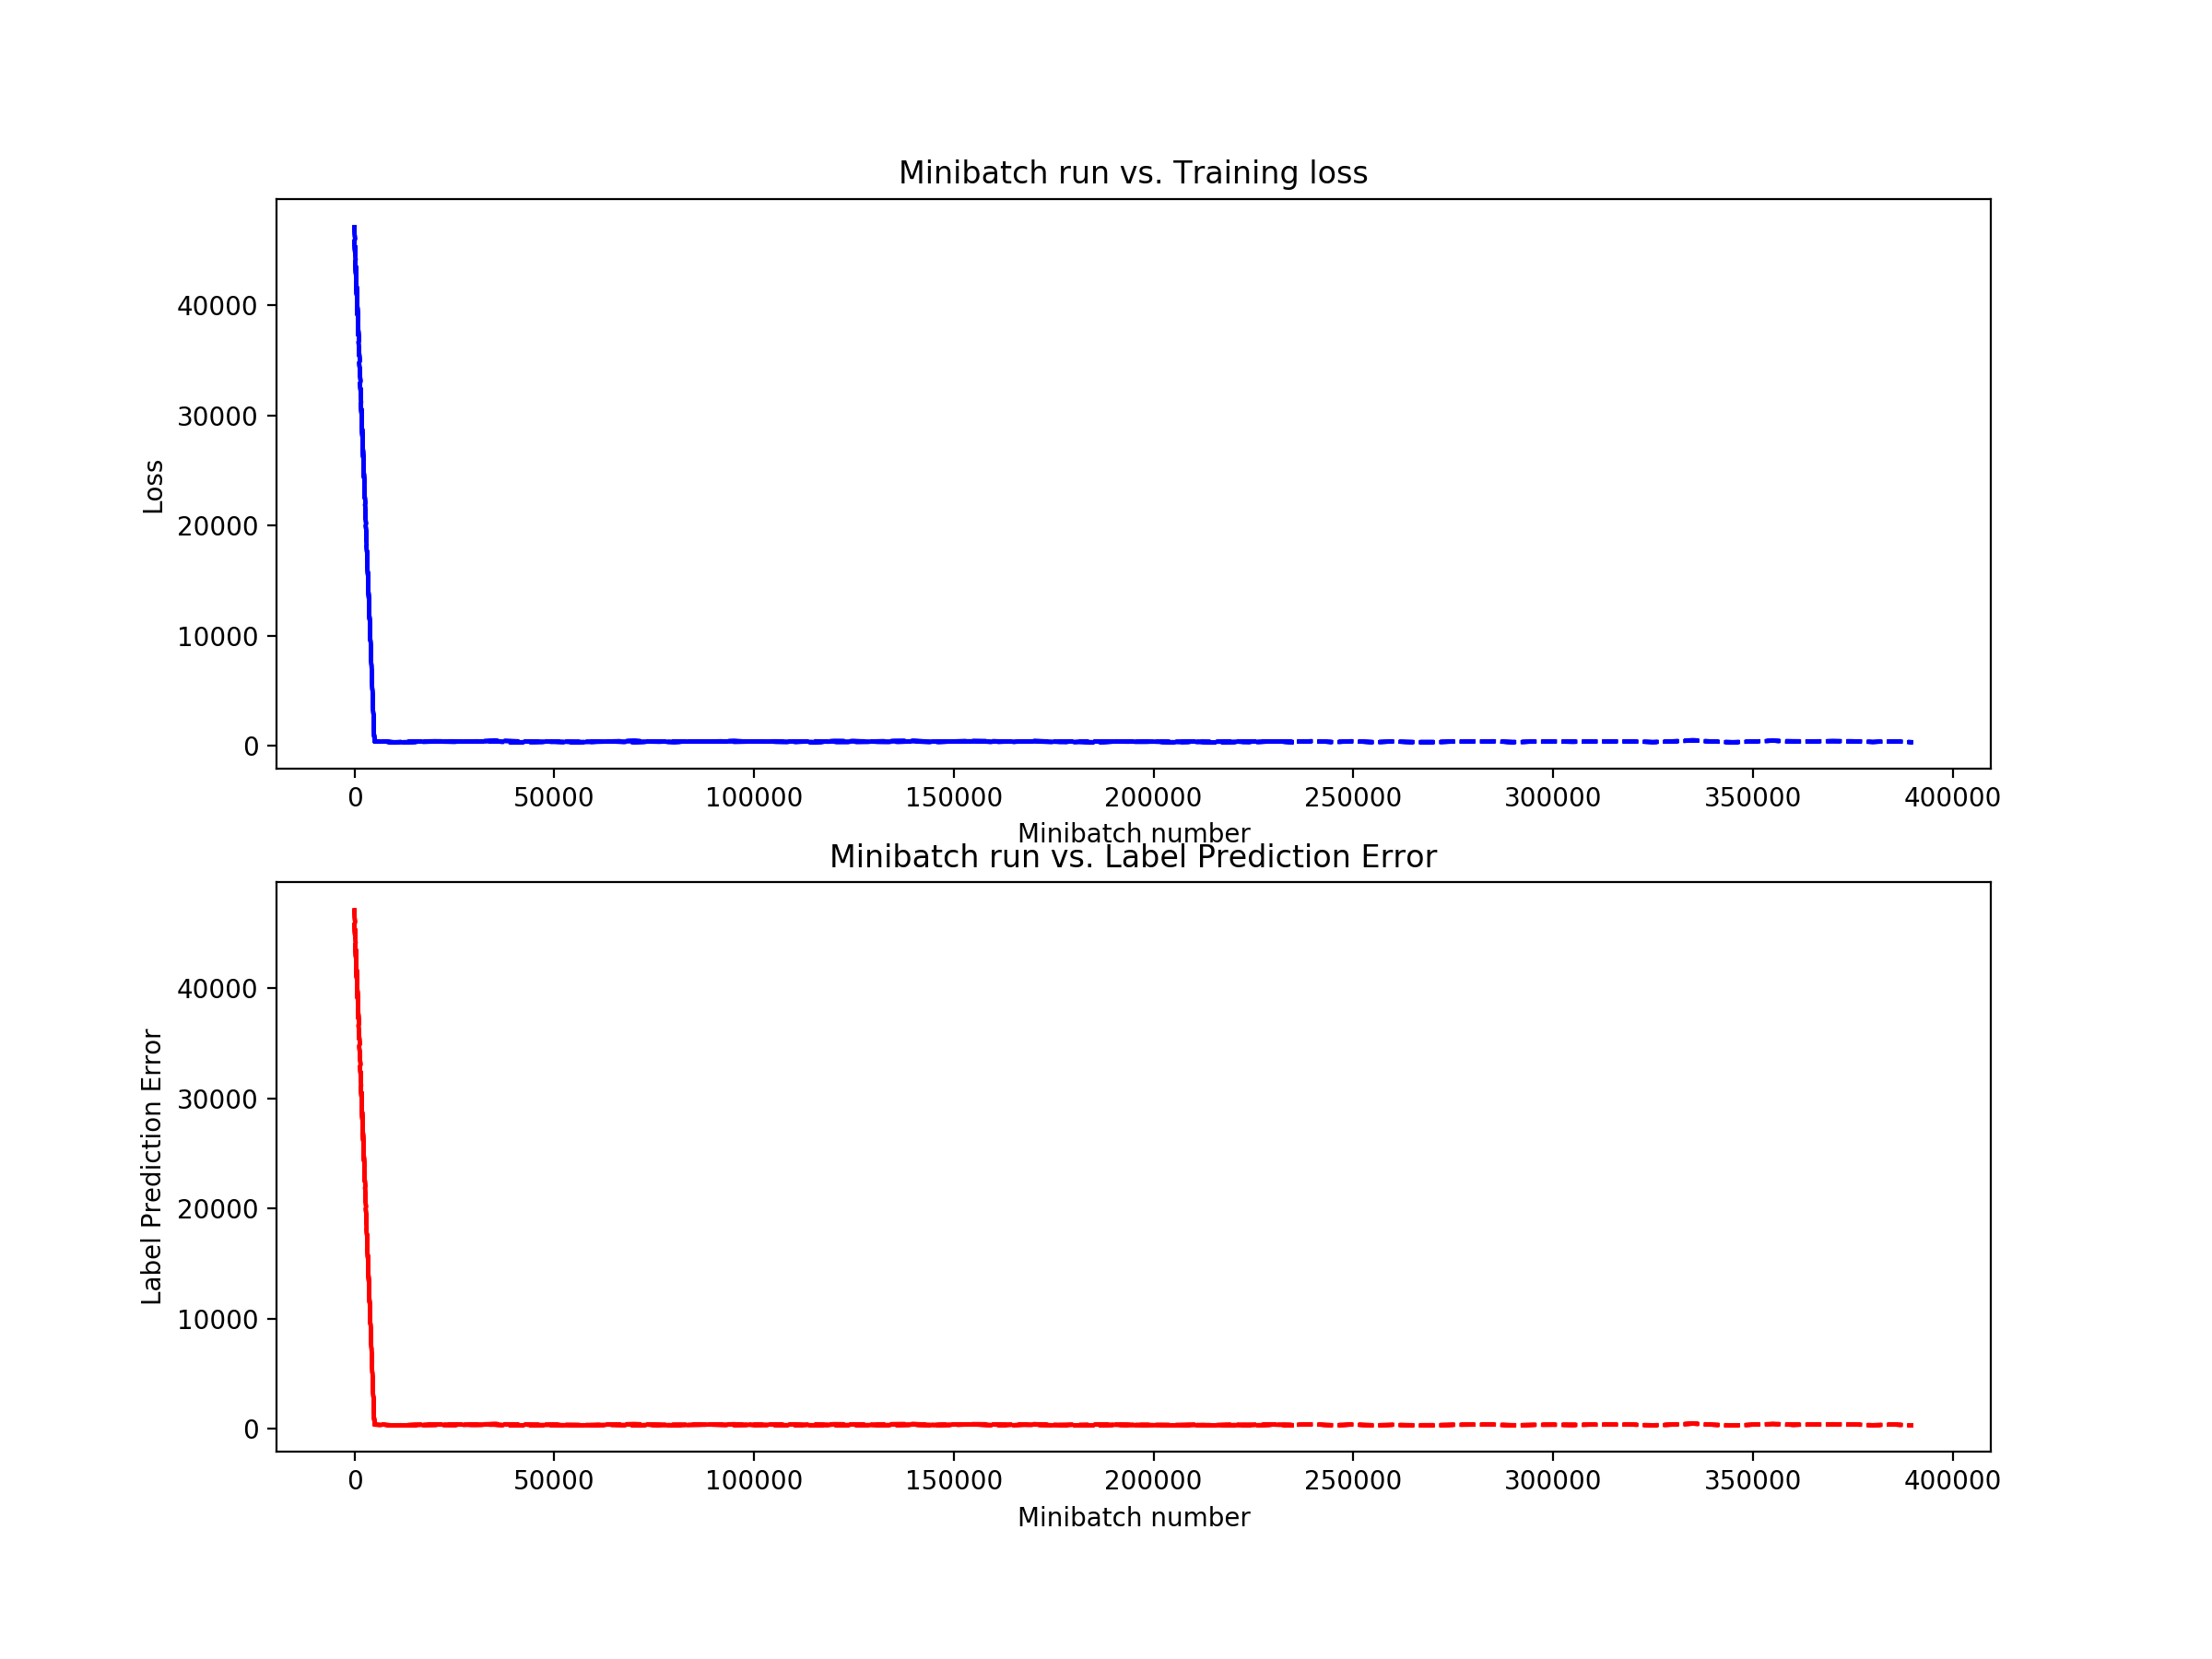 Minibatch run vs. Training loss
Loss
40000
30000
20000
10000
0
0 50000 100000 150000 200000 250000 300000 350000 400000
Minibatch number
Minibatch run vs. Label Prediction Error
Label Prediction Error
40000
30000
20000
10000
0
0 50000 100000 150000 200000 250000 300000 350000 400000
Minibatch number